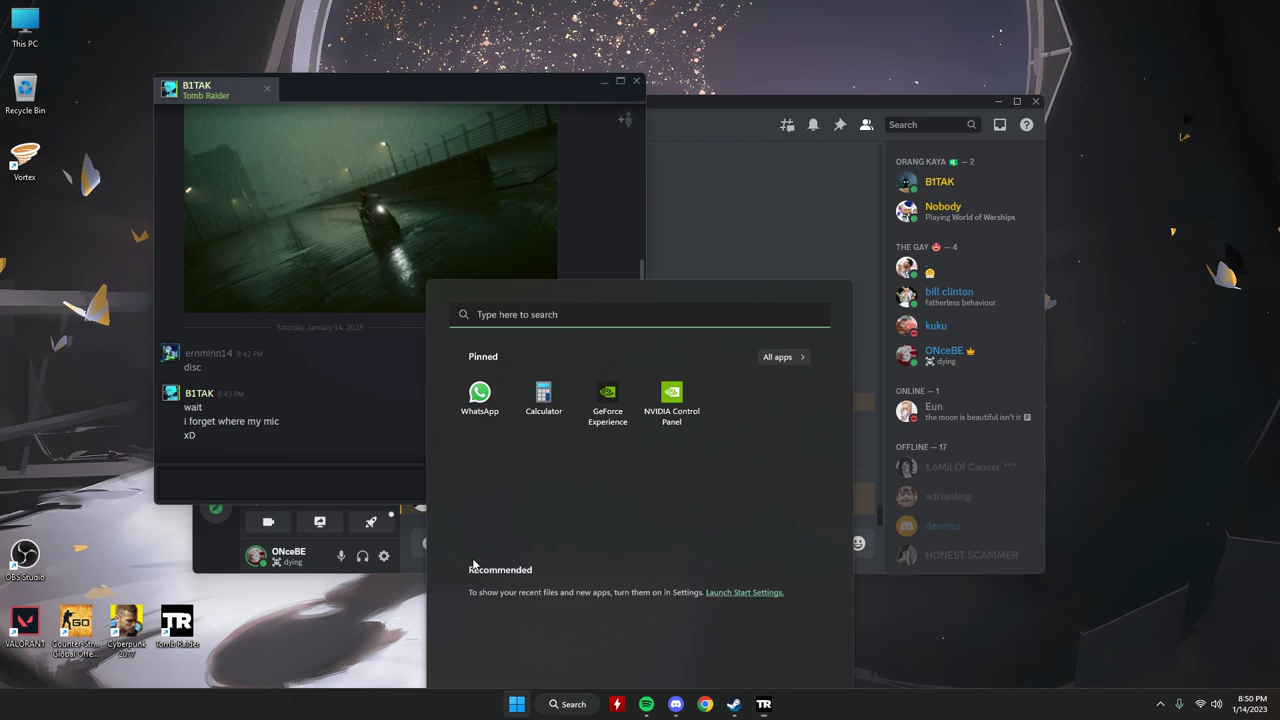 This PC
Recycle Bin
Vortex
OBS Studio
VALORANT
Counter-Str...
Global Offe...
Cyberpunk
2077
Tomb Raider
B1TAK
Tomb Raider
Saturday, January 14, 2023
ernminn14 8:42 PM
disc
B1TAK 8:43 PM
wait
i forget where my mic
xD
ONceBE
dying
Type here to search
Pinned
All apps
WhatsApp
Calculator
GeForce
Experience
NVIDIA Control
Panel
Recommended
To show your recent files and new apps, turn them on in Settings. Launch Start Settings.
Search
ORANG KAYA — 2
B1TAK
Nobody
Playing World of Warships
THE GAY — 4
.
bill clinton
fatherless behaviour
kuku
ONceBE
dying
ONLINE — 1
Eun
the moon is beautiful isn't it
OFFLINE — 17
1.6Mil Of Cancer ***
adrianling
denniss
HONEST SCAMMER
Search
TR
8:50 PM
1/14/2023